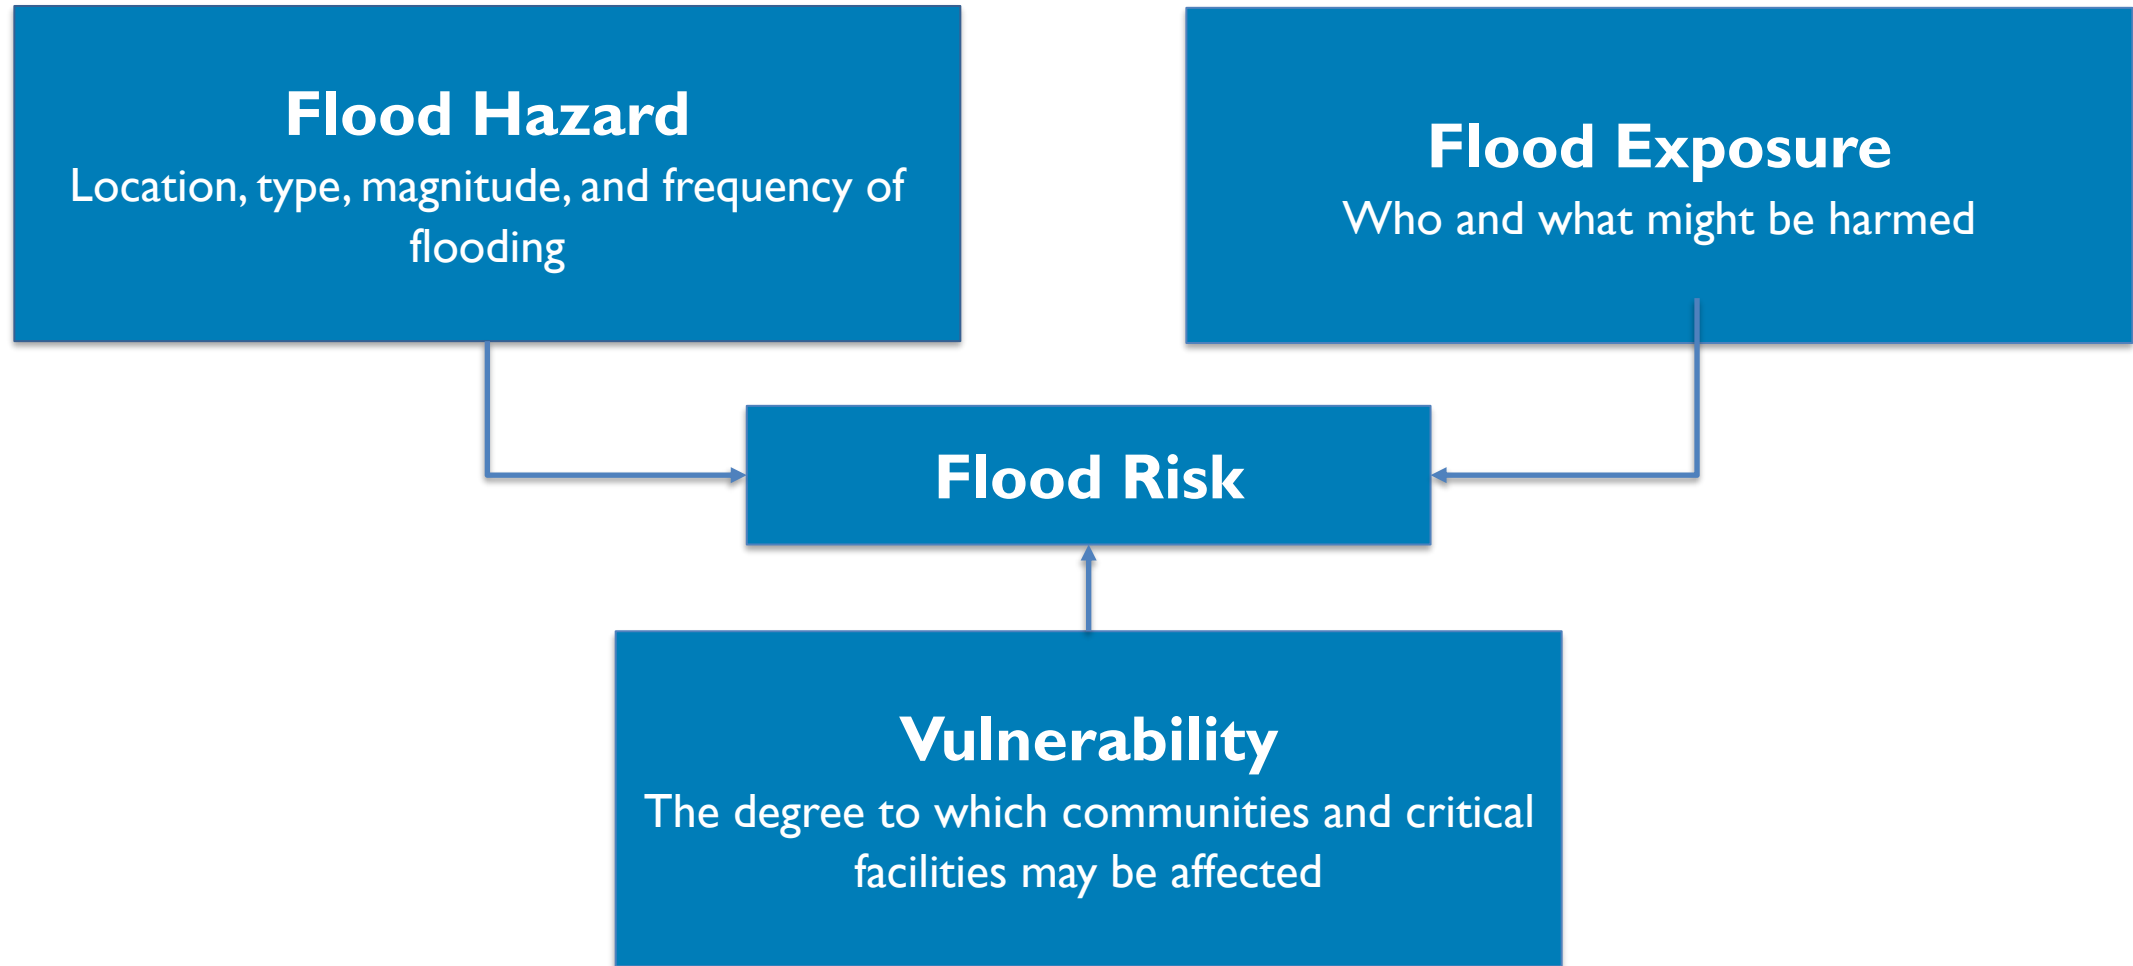 Flood Hazard
Location, type, magnitude, and frequency of
flooding
Flood Exposure
Who and what might be harmed
Flood Risk
Vulnerability
The degree to which communities and critical
facilities may be affected